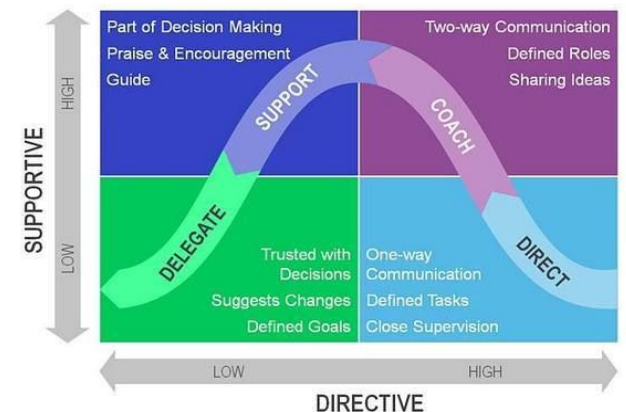 Part of Decision Making
Praise & Encouragement
Guide
Two-way Communication
Defined Roles
Sharing Ideas
SUPPORT
COACH
DELEGATE
DIRECT
Trusted with
Decisions
Suggests Changes
Defined Goals
One-way
Communication
Defined Tasks
Close Supervision
SUPPORTIVE
HIGH
LOW
LOW
HIGH
DIRECTIVE